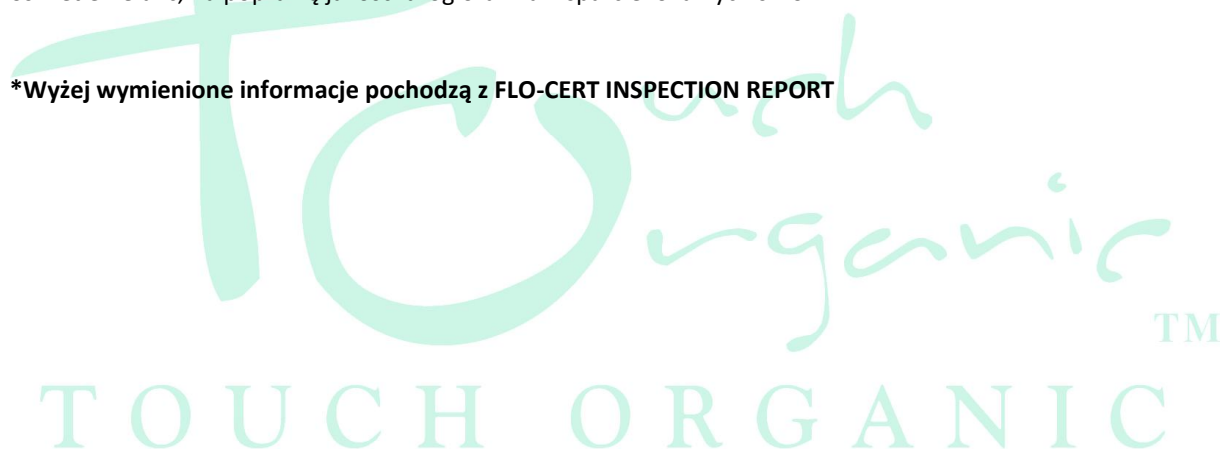 *Wyżej wymienione informacje pochodzą z FLO-CERT INSPECTION REPORT
Touch
Organic
TM
TOUCH ORGANIC